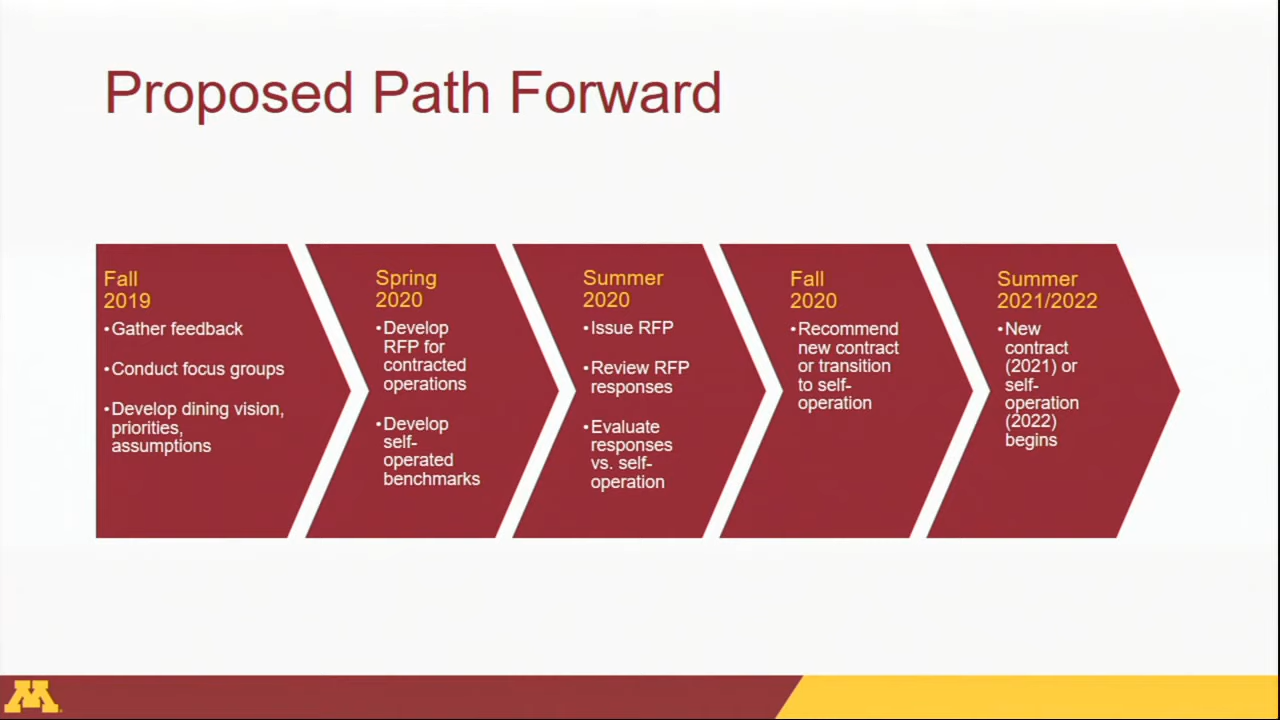 Proposed Path Forward
Fall
2019
•Gather feedback
•Conduct focus groups
•Develop dining vision,
priorities,
assumptions
Spring
2020
•Develop
RFP for
contracted
operations
•Develop
self-
operated
benchmarks
Summer
2020
•Issue RFP
•Review RFP
responses
•Evaluate
responses
vs. self-
operation
Fall
2020
•Recommend
new contract
or transition
to self-
operation
Summer
2021/2022
•New
contract
(2021) or
self-
operation
(2022)
begins
M